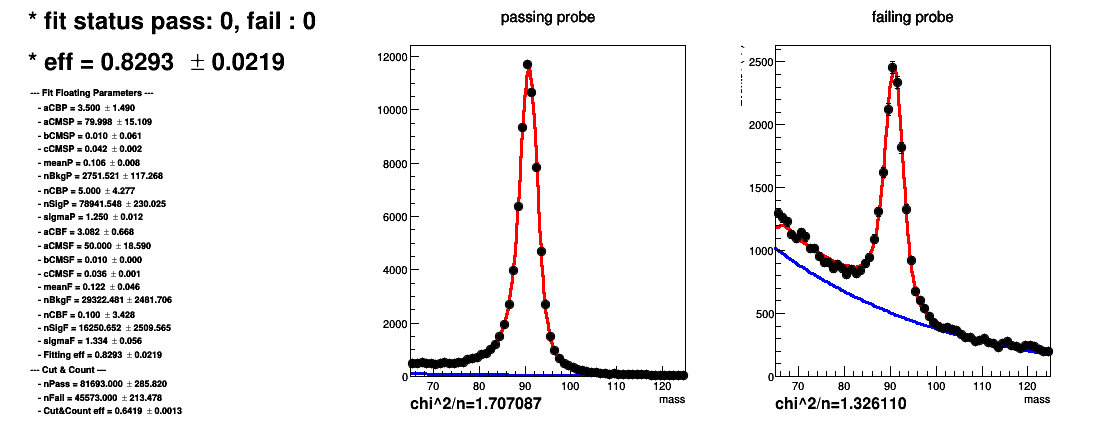 * fit status pass: 0, fail : 0
* eff = 0.8293 ± 0.0219
--- Fit Floating Parameters ---
- aCBP = 3.500 ± 1.490
- aCMSP = 79.998 ± 15.109
- bCMSP = 0.010 ± 0.061
- cCMSP = 0.042 ± 0.002
- meanP = 0.106 ± 0.008
- nBkgP = 2751.521 ± 117.268
- nCBP = 5.000 ± 4.277
- nSigP = 78941.548 ± 230.025
- sigmaP = 1.250 ± 0.012
- aCBF = 3.082 ± 0.668
- aCMSF = 50.000 ± 18.590
- bCMSF = 0.010 ± 0.000
- cCMSF = 0.036 ± 0.001
- meanF = 0.122 ± 0.046
- nBkgF = 29322.481 ± 2481.706
- nCBF = 0.100 ± 3.428
- nSigF = 16250.652 ± 2509.565
- sigmaF = 1.334 ± 0.056
- Fitting eff = 0.8293 ± 0.0219
--- Cut & Count ---
- nPass = 81693.000 ± 285.820
- nFail = 45573.000 ± 213.478
- Cut&Count eff = 0.6419 ± 0.0013
passing probe
12000
10000
8000
6000
4000
2000
0
70 80 90 100 110 120
mass
chi^2/n=1.707087
failing probe
2500
2000
1500
1000
500
0
70 80 90 100 110 120
mass
chi^2/n=1.326110